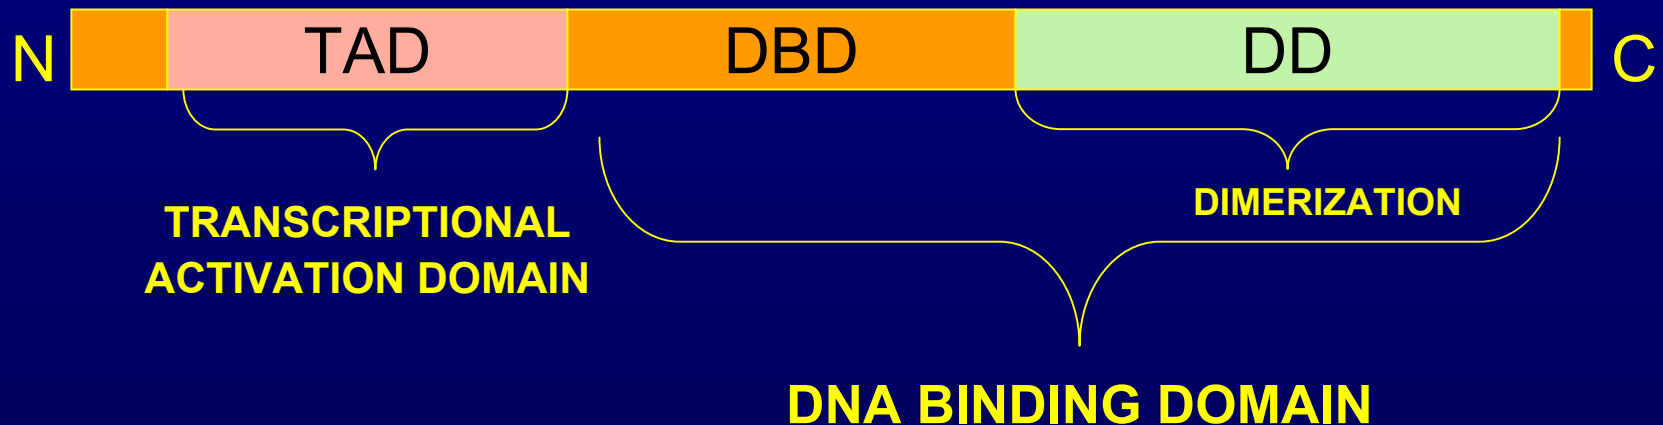 N TAD DBD DD C
TRANSCRIPTIONAL
ACTIVATION DOMAIN
DIMERIZATION
DNA BINDING DOMAIN